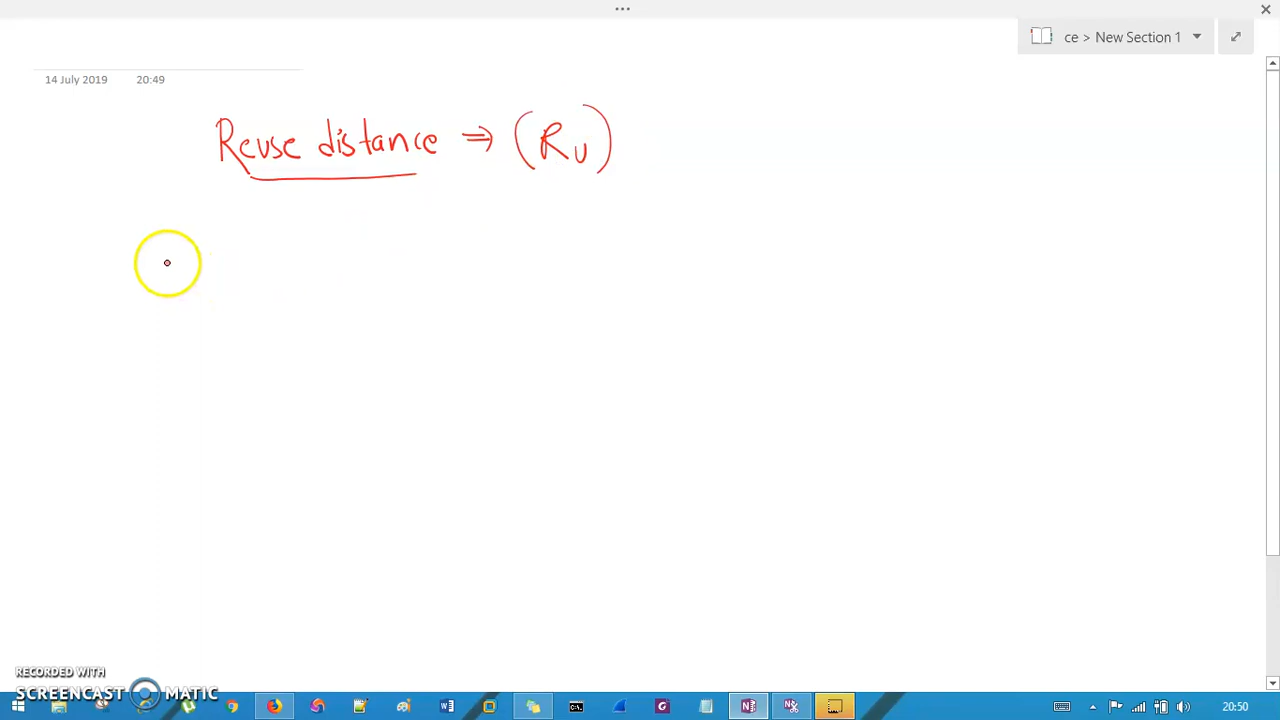 ce > New Section 1
14 July 2019 20:49
Reuse distance ⇒ (Ru)
RECORDED WITH
SCREENCAST MATIC
20:50